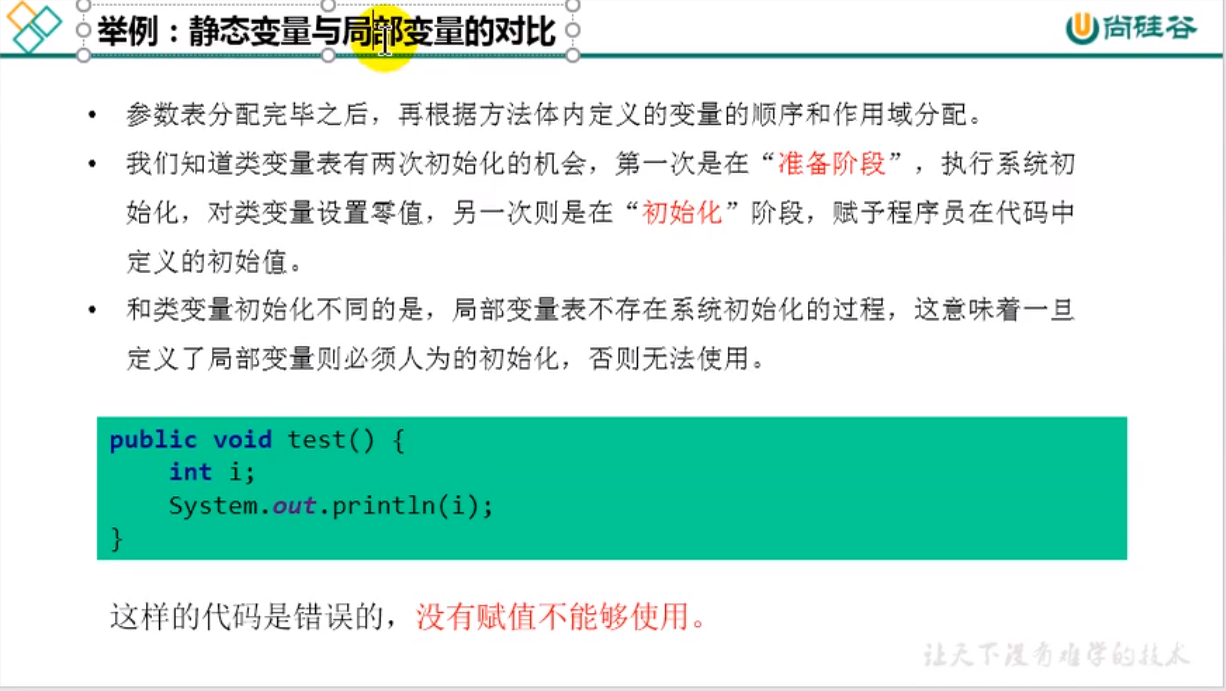 举例：静态变量与局部变量的对比
尚硅谷
• 参数表分配完毕之后，再根据方法体内定义的变量的顺序和作用域分配。
• 我们知道类变量表有两次初始化的机会，第一次是在“准备阶段”，执行系统初
始化，对类变量设置零值，另一次则是在“初始化”阶段，赋予程序员在代码中
定义的初始值。
• 和类变量初始化不同的是，局部变量表不存在系统初始化的过程，这意味着一旦
定义了局部变量则必须人为的初始化，否则无法使用。
public void test() {
    int i;
    System.out.println(i);
}
这样的代码是错误的，没有赋值不能够使用。
让天下没有难学的技术